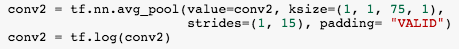 conv2 = tf.nn.avg_pool(value=conv2, ksize=(1, 1, 75, 1),
strides=(1, 15), padding= "VALID")
conv2 = tf.log(conv2)